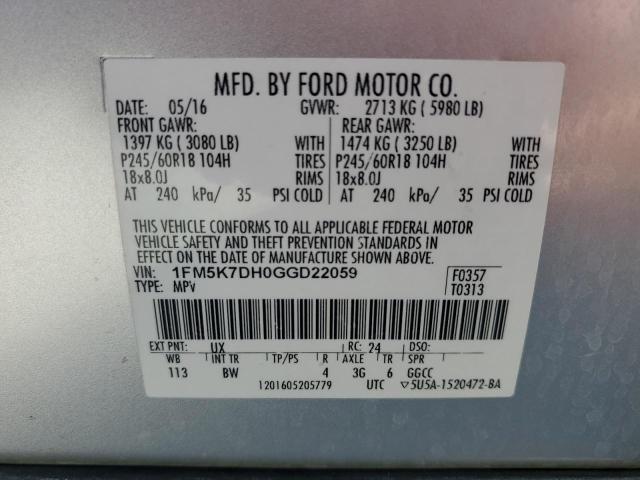 MFD. BY FORD MOTOR CO.
DATE: 05/16 GVWR: 2713 KG ( 5980 LB)
FRONT GAWR: REAR GAWR:
1397 KG ( 3080 LB) WITH 1474 KG ( 3250 LB) WITH
P245/60R18 104H TIRES P245/60R18 104H TIRES
18x8.0J RIMS 18x8.0J RIMS
AT 240 kPa/ 35 PSI COLD AT 240 kPa/ 35 PSI COLD
THIS VEHICLE CONFORMS TO ALL APPLICABLE FEDERAL MOTOR
VEHICLE SAFETY AND THEFT PREVENTION STANDARDS IN
EFFECT ON THE DATE OF MANUFACTURE SHOWN ABOVE.
VIN: 1FM5K7DH0GGD22059 F0357
TYPE: MPV T0313
EXT PNT: UX RC: 24 DSO:
WB INT TR TP/PS R AXLE TR SPR
113 BW 4 3G 6 GGCC
1201605205779 UTC ▽5U5A-1520472-BA